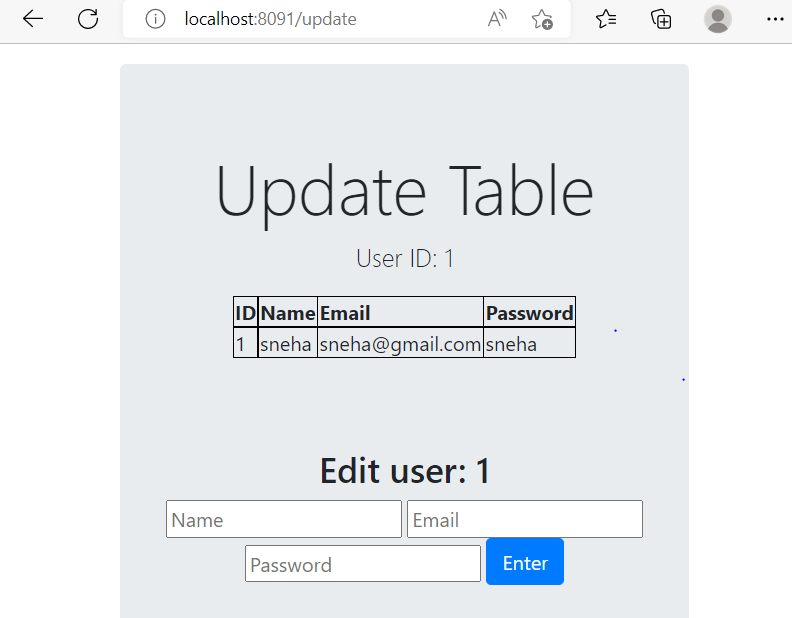 localhost:8091/update
Update Table
User ID: 1
ID Name Email Password
1 sneha sneha@gmail.com sneha
Edit user: 1
Name Email
Password Enter